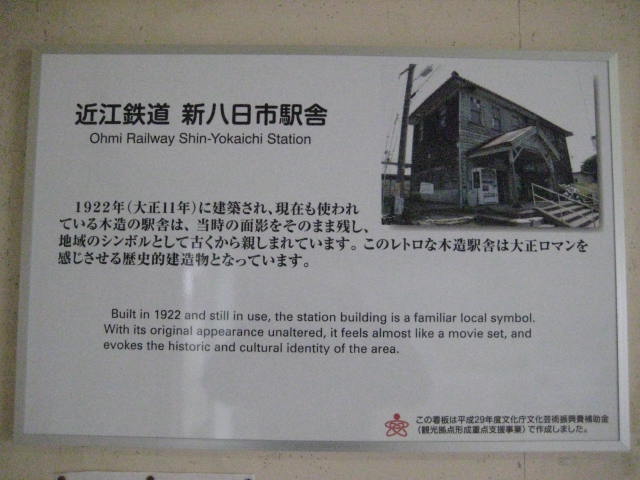 近江鉄道 新八日市駅舎
Ohmi Railway Shin-Yokaichi Station
1922年(大正11年)に建築され、現在も使われ
ている木造の駅舎は、当時の面影をそのまま残し、
地域のシンボルとして古くから親しまれています。このレトロな木造駅舎は大正ロマンを
感じさせる歴史的建造物となっています。
Built in 1922 and still in use, the station building is a familiar local symbol.
With its original appearance unaltered, it feels almost like a movie set, and
evokes the historic and cultural identity of the area.
この看板は平成29年度文化庁文化芸術振興費補助金
(観光拠点形成重点支援事業)で作成しました。